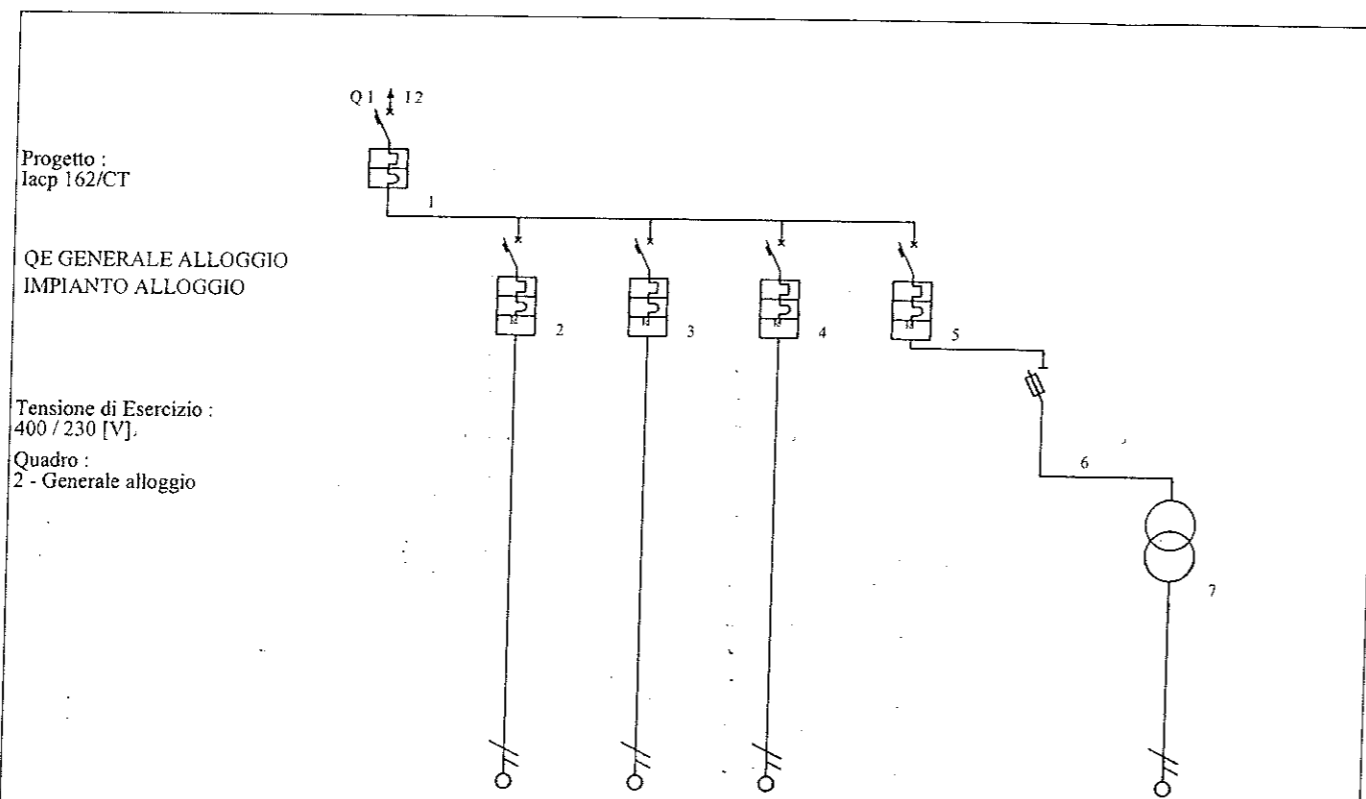 Q1 I2
Progetto :
Iacp 162/CT
1
QE GENERALE ALLOGGIO
IMPIANTO ALLOGGIO
2
3
4
5
Tensione di Esercizio :
400 / 230 [V]
Quadro :
2 - Generale alloggio
6
7